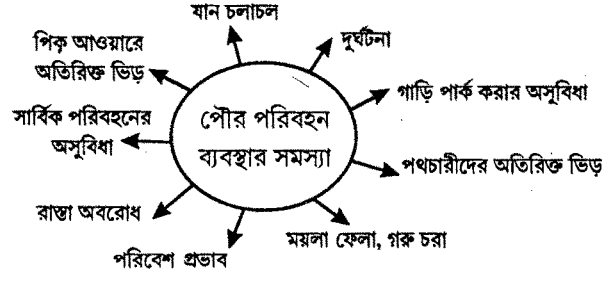 যান চলাচল
দুর্ঘটনা
পিক্ আওয়ারে
অতিরিক্ত ভিড়
গাড়ি পার্ক করার অসুবিধা
সার্বিক পরিবহনের
অসুবিধা
পৌর পরিবহন
ব্যবস্থার সমস্যা
পথচারীদের অতিরিক্ত ভিড়
রাস্তা অবরোধ
ময়লা ফেলা, গরু চরা
পরিবেশ প্রভাব